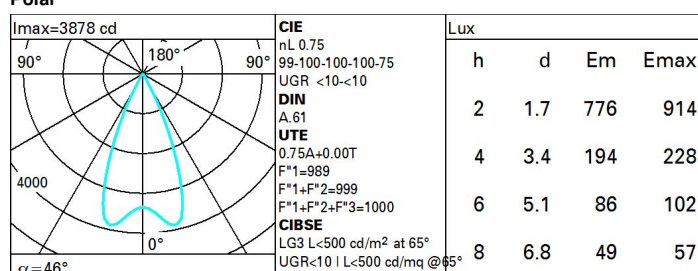 Polar
Imax=3878 cd
90° 180° 90°
4000
0°
α=46°
CIE
nL 0.75
99-100-100-100-75
UGR <10-<10
DIN
A.61
UTE
0.75A+0.00T
F"1=989
F"1+F"2=999
F"1+F"2+F"3=1000
CIBSE
LG3 L<500 cd/m² at 65°
UGR<10 | L<500 cd/mq @65°
Lux
h d Em Emax
2 1.7 776 914
4 3.4 194 228
6 5.1 86 102
8 6.8 49 57